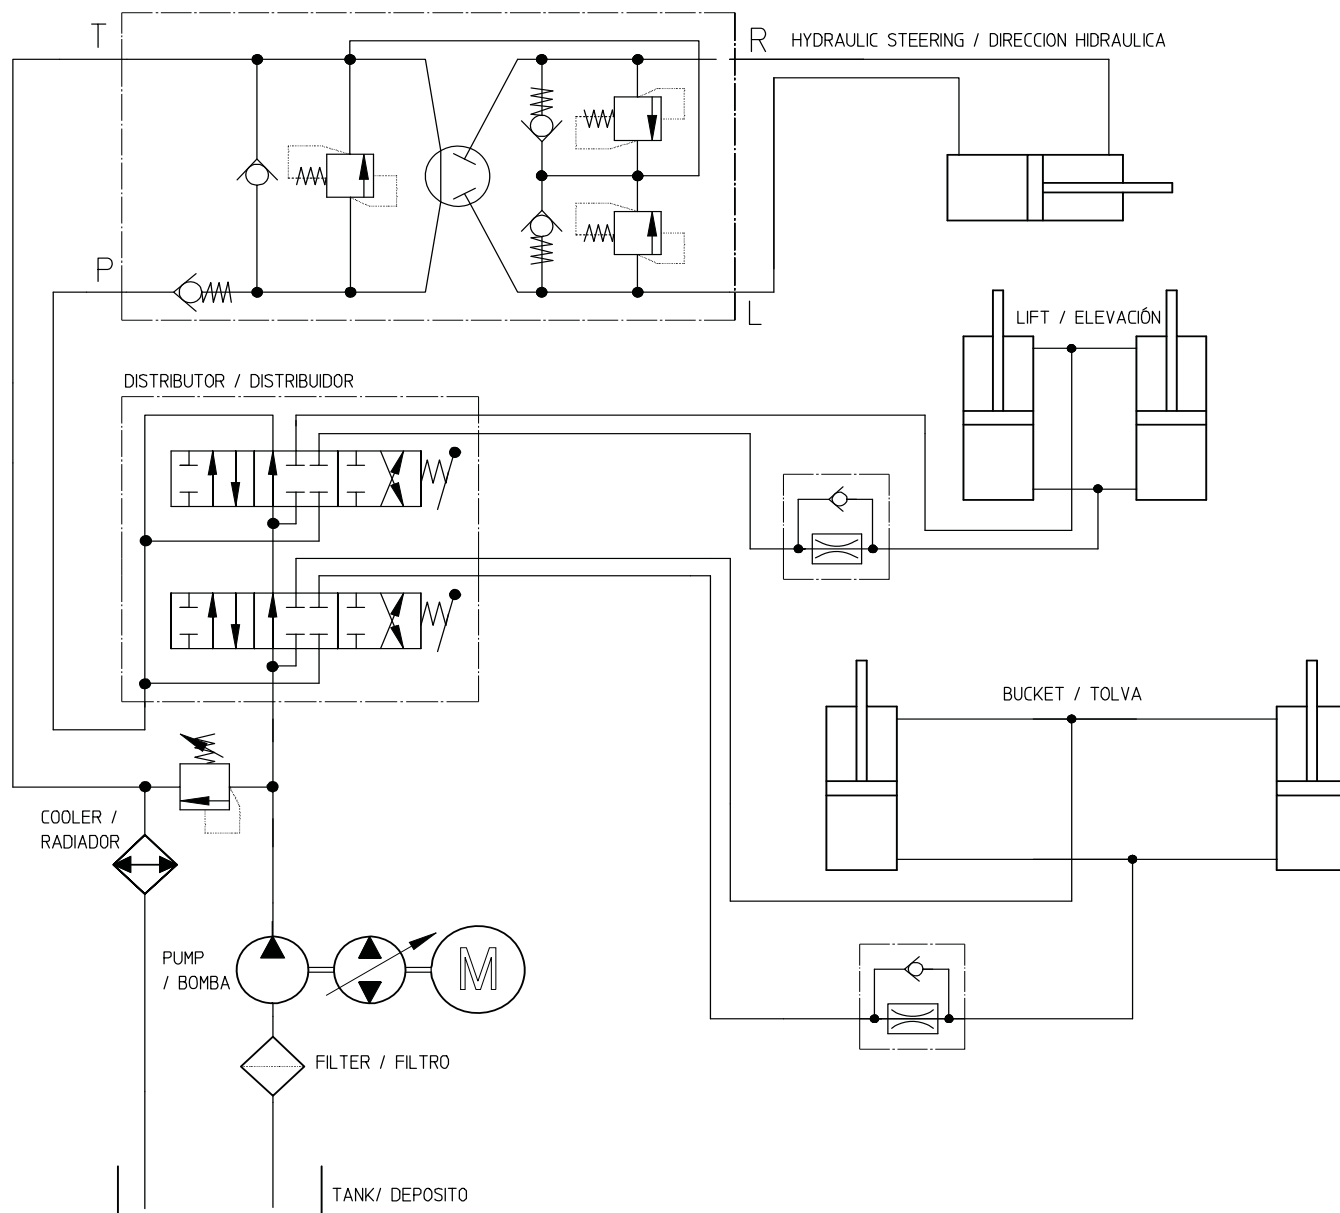 T
R
HYDRAULIC STEERING / DIRECCION HIDRAULICA
P
L
LIFT / ELEVACIÓN
DISTRIBUTOR / DISTRIBUIDOR
BUCKET / TOLVA
COOLER /
RADIADOR
PUMP
/ BOMBA
M
FILTER / FILTRO
TANK/ DEPOSITO